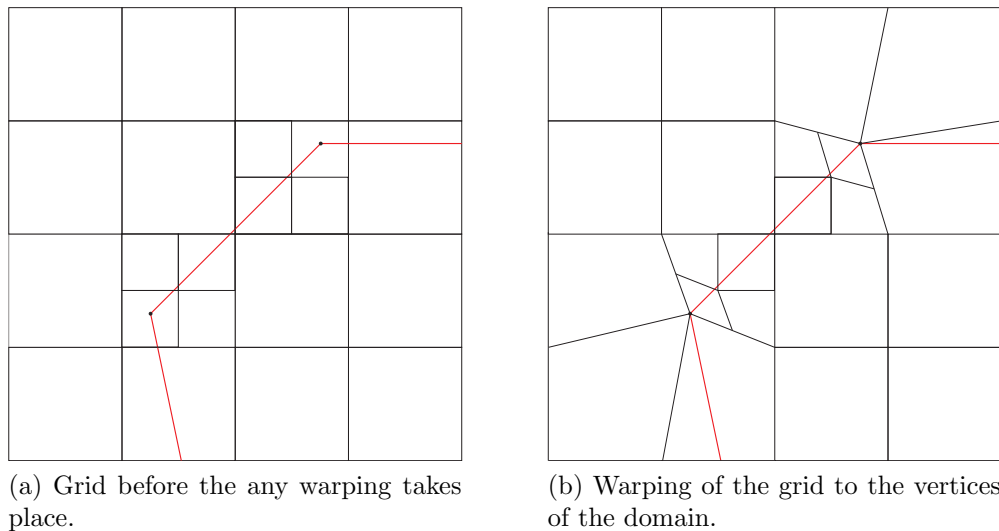 (a) Grid before the any warping takes
place.
(b) Warping of the grid to the vertices
of the domain.